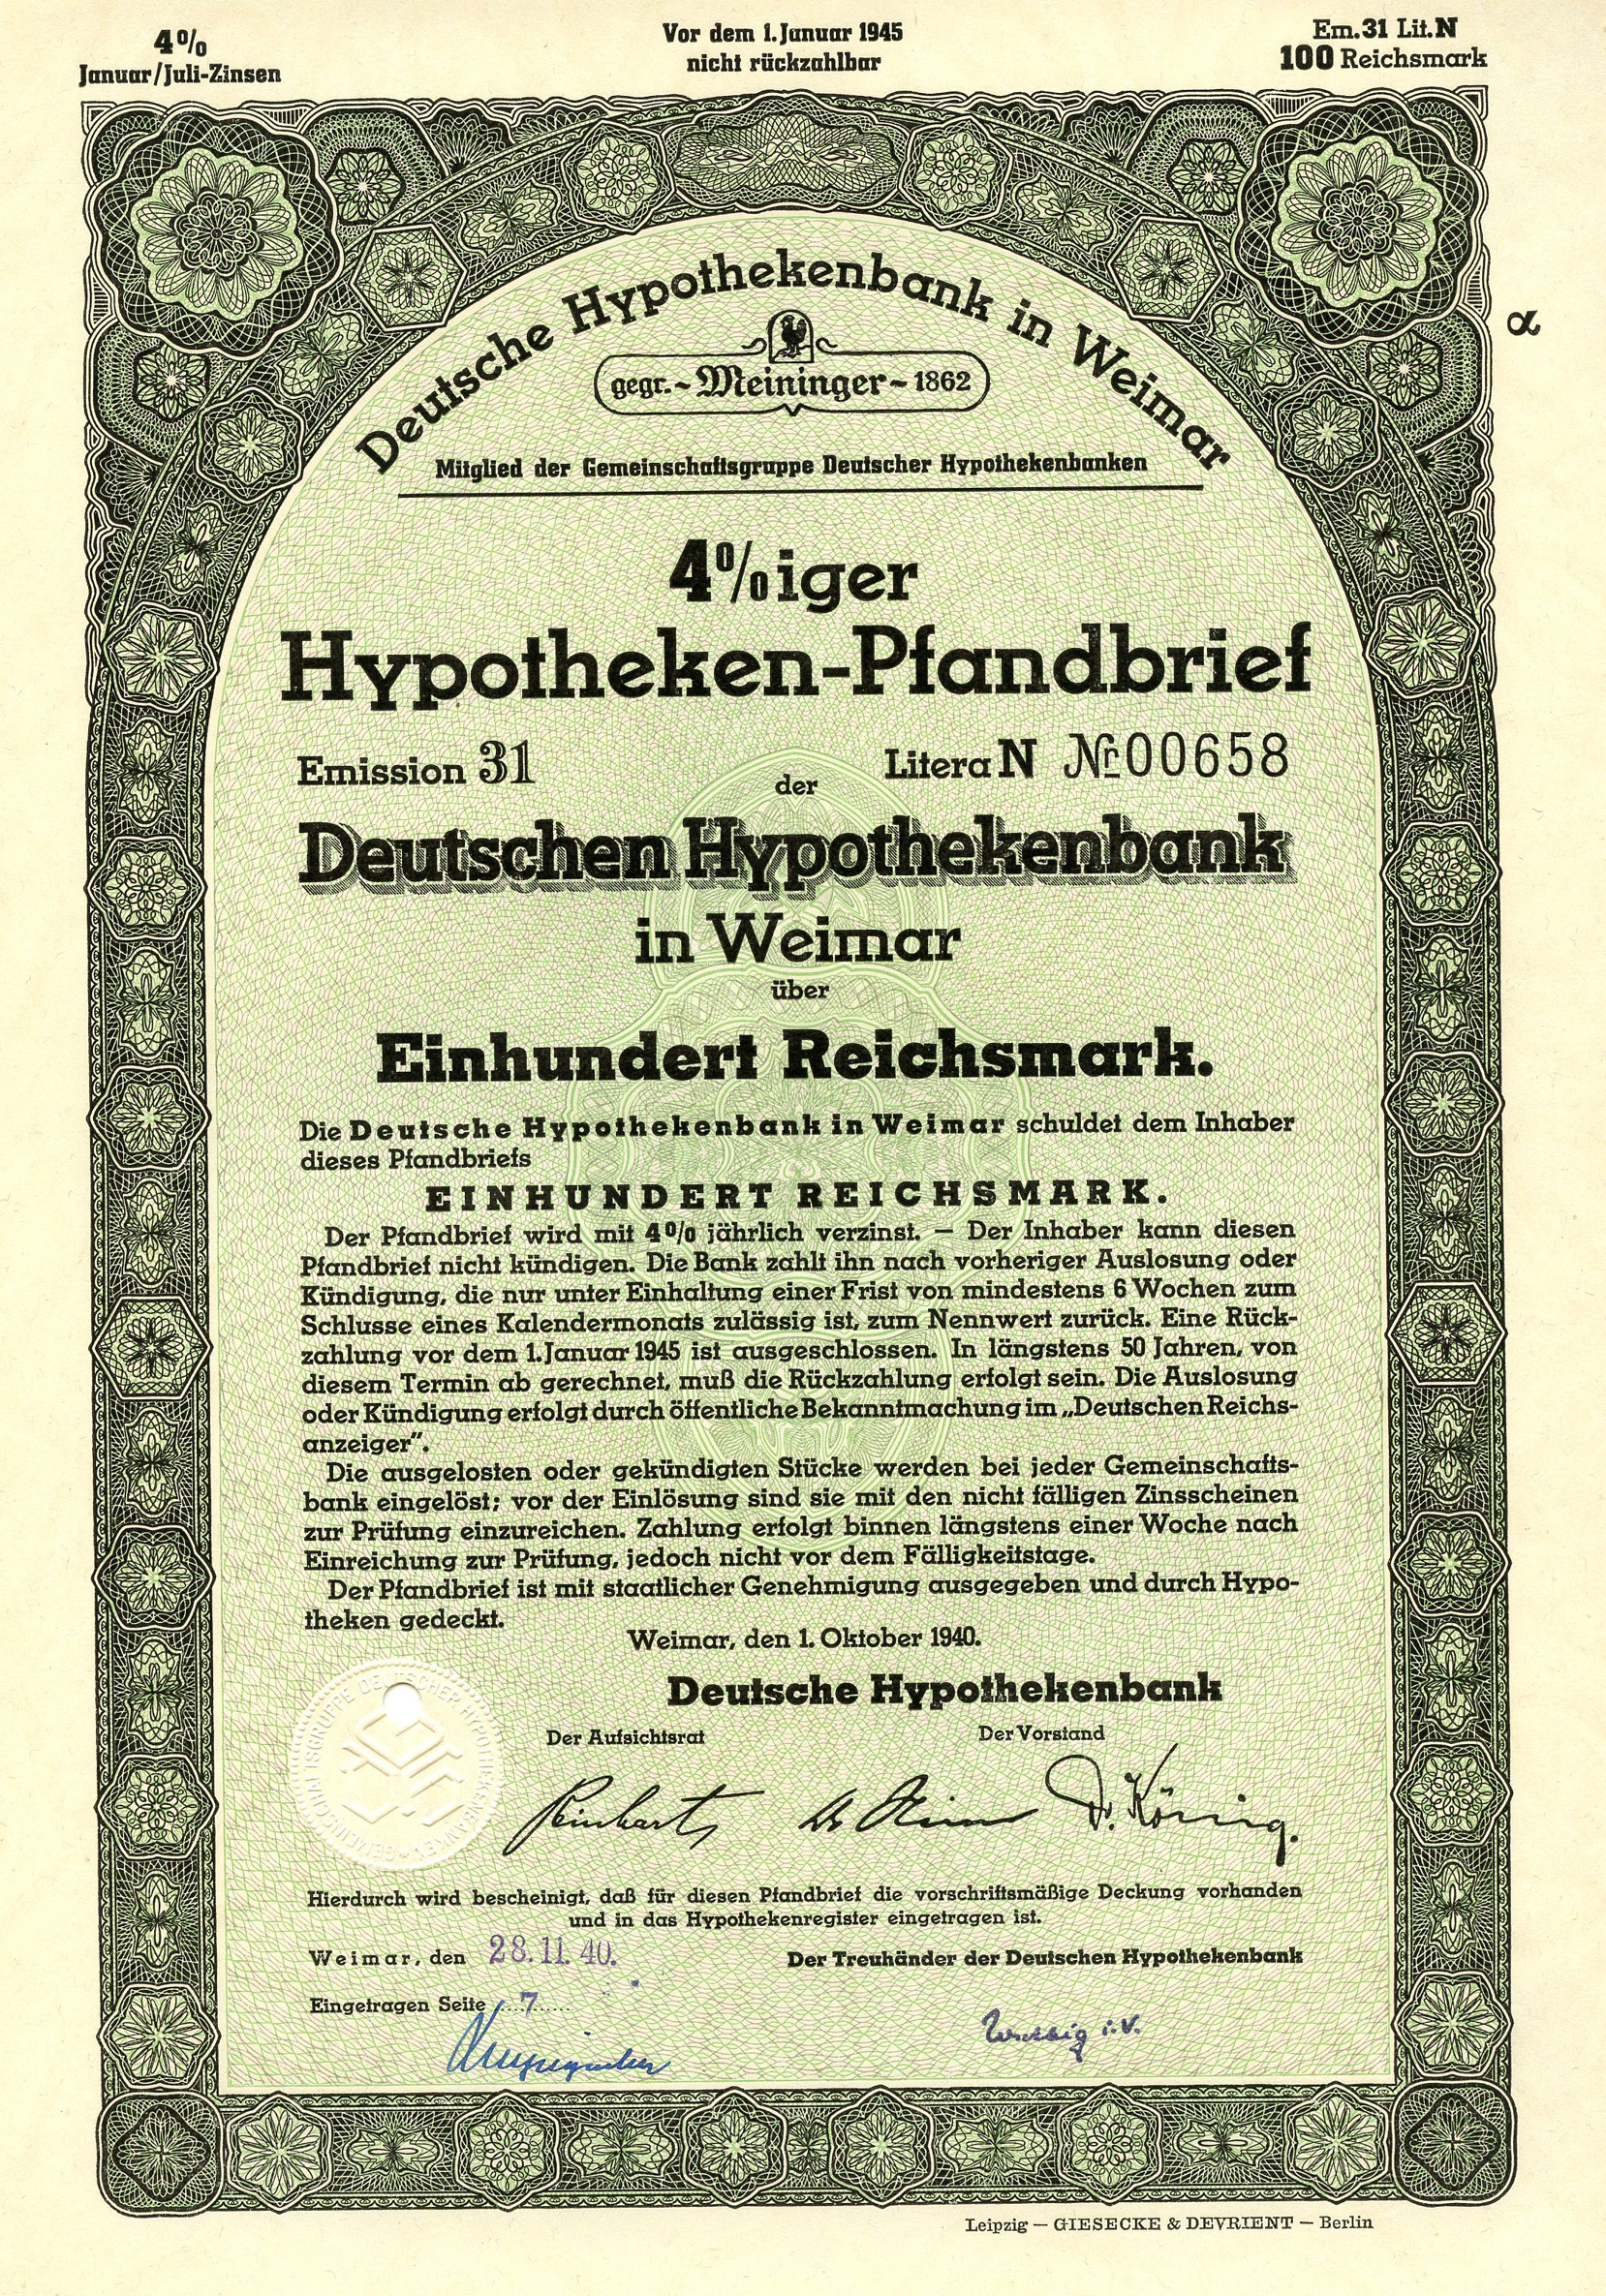 4%
Januar/Juli-Zinsen
Vor dem 1. Januar 1945
nicht rückzahlbar
Em. 31 Lit. N
100 Reichsmark
α
Deutsche Hypothekenbank in Weimar
gegr. ~ Meininger ~ 1862
Mitglied der Gemeinschaftsgruppe Deutscher Hypothekenbanken
4%iger
Hypotheken-Pfandbrief
Emission 31
Litera N Nr. 00658
der
Deutschen Hypothekenbank
in Weimar
über
Einhundert Reichsmark.
Die Deutsche Hypothekenbank in Weimar schuldet dem Inhaber
dieses Pfandbriefs
EINHUNDERT REICHSMARK.
Der Pfandbrief wird mit 4% jährlich verzinst. — Der Inhaber kann diesen
Pfandbrief nicht kündigen. Die Bank zahlt ihn nach vorheriger Auslosung oder
Kündigung, die nur unter Einhaltung einer Frist von mindestens 6 Wochen zum
Schlusse eines Kalendermonats zulässig ist, zum Nennwert zurück. Eine Rück-
zahlung vor dem 1. Januar 1945 ist ausgeschlossen. In längstens 50 Jahren, von
diesem Termin ab gerechnet, muß die Rückzahlung erfolgt sein. Die Auslosung
oder Kündigung erfolgt durch öffentliche Bekanntmachung im „Deutschen Reichs-
anzeiger".
Die ausgelosten oder gekündigten Stücke werden bei jeder Gemeinschafts-
bank eingelöst; vor der Einlösung sind sie mit den nicht fälligen Zinsscheinen
zur Prüfung einzureichen. Zahlung erfolgt binnen längstens einer Woche nach
Einreichung zur Prüfung, jedoch nicht vor dem Fälligkeitstage.
Der Pfandbrief ist mit staatlicher Genehmigung ausgegeben und durch Hypo-
theken gedeckt.
Weimar, den 1. Oktober 1940.
Deutsche Hypothekenbank
GEMEINSCHAFTSGRUPPE DEUTSCHER HYPOTHEKENBANKEN
Der Aufsichtsrat
Der Vorstand
Reinhart
Dr. König.
Hierdurch wird bescheinigt, daß für diesen Pfandbrief die vorschriftsmäßige Deckung vorhanden
und in das Hypothekenregister eingetragen ist.
Weimar, den 28. 11. 40.
Der Treuhänder der Deutschen Hypothekenbank
Eingetragen Seite 7
i. V.
Leipzig — GIESECKE & DEVRIENT — Berlin